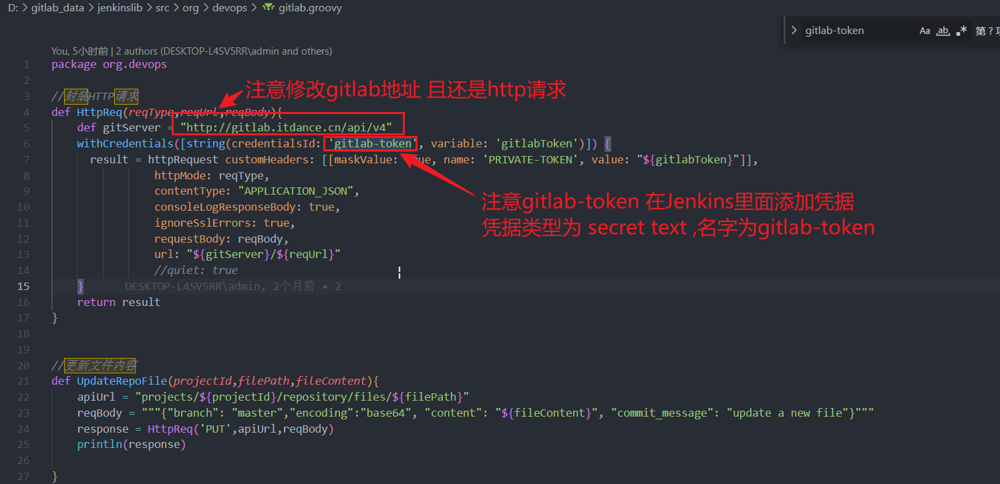 D: > gitlab_data > jenkinslib > src > org > devops > gitlab.groovy
gitlab-token Aa ab .* 第 ? 项
You, 5小时前 | 2 authors (DESKTOP-L4SV5RR\admin and others)
1 package org.devops
2
3 //封装HTTP请求
注意修改gitlab地址 且还是http请求
4 def HttpReq(reqType,reqUrl,reqBody){
5 def gitServer = "http://gitlab.itdance.cn/api/v4"
6 withCredentials([string(credentialsId: 'gitlab-token', variable: 'gitlabToken')]) {
7 result = httpRequest customHeaders: [[maskValue: true, name: 'PRIVATE-TOKEN', value: "${gitlabToken}"]],
8 httpMode: reqType,
9 contentType: "APPLICATION_JSON",
10 consoleLogResponseBody: true,
注意gitlab-token 在Jenkins里面添加凭据
11 ignoreSslErrors: true,
凭据类型为 secret text ,名字为gitlab-token
12 requestBody: reqBody,
13 url: "${gitServer}/${reqUrl}"
14 //quiet: true
15 } DESKTOP-L4SV5RR\admin, 2个月前 • 2
16 return result
17 }
18
19
20 //更新文件内容
21 def UpdateRepoFile(projectId,filePath,fileContent){
22 apiUrl = "projects/${projectId}/repository/files/${filePath}"
23 reqBody = """{"branch": "master","encoding":"base64", "content": "${fileContent}", "commit_message": "update a new file"}"""
24 response = HttpReq('PUT',apiUrl,reqBody)
25 println(response)
26
27 }